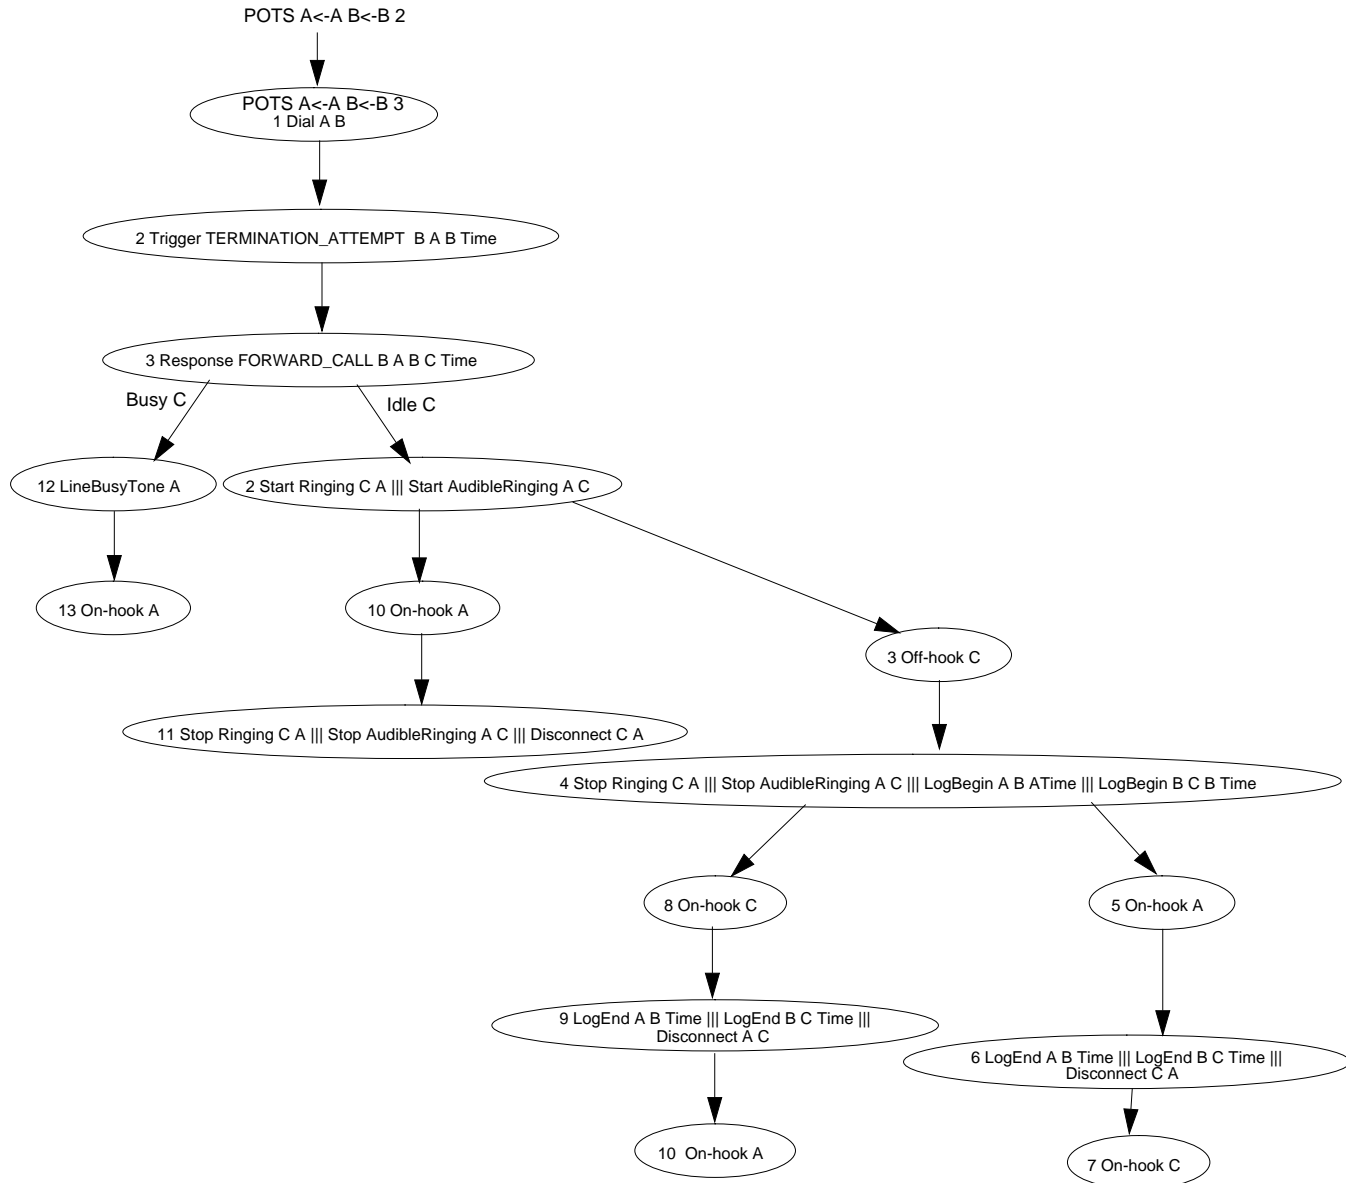 POTS A<-A B<-B 2
POTS A<-A B<-B 3
1 Dial A B
2 Trigger TERMINATION_ATTEMPT B A B Time
3 Response FORWARD_CALL B A B C Time
Busy C
Idle C
12 LineBusyTone A
2 Start Ringing C A ||| Start AudibleRinging A C
13 On-hook A
10 On-hook A
3 Off-hook C
11 Stop Ringing C A ||| Stop AudibleRinging A C ||| Disconnect C A
4 Stop Ringing C A ||| Stop AudibleRinging A C ||| LogBegin A B ATime ||| LogBegin B C B Time
8 On-hook C
5 On-hook A
9 LogEnd A B Time ||| LogEnd B C Time |||
Disconnect A C
6 LogEnd A B Time ||| LogEnd B C Time |||
Disconnect C A
10 On-hook A
7 On-hook C